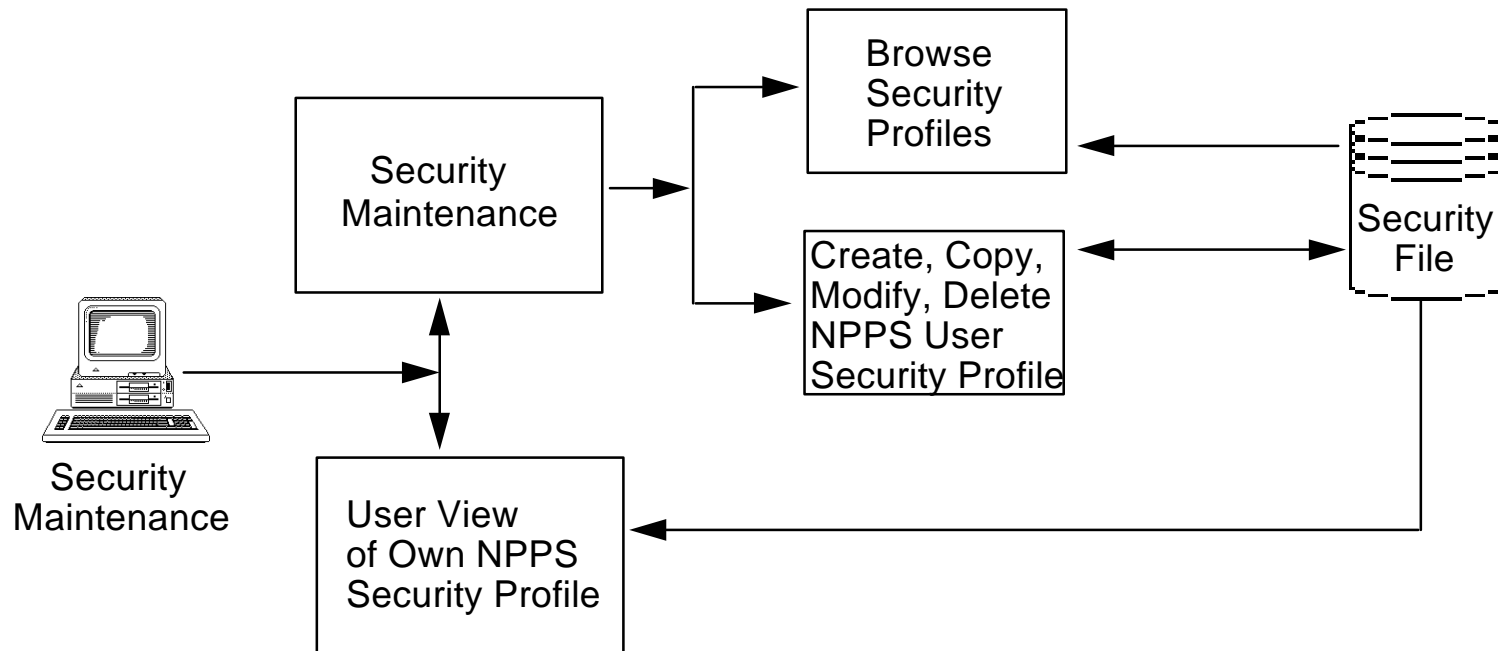 Browse
Security
Profiles
Security
Maintenance
Security
File
Create, Copy,
Modify, Delete
NPPS User
Security Profile
Security
Maintenance
User View
of Own NPPS
Security Profile